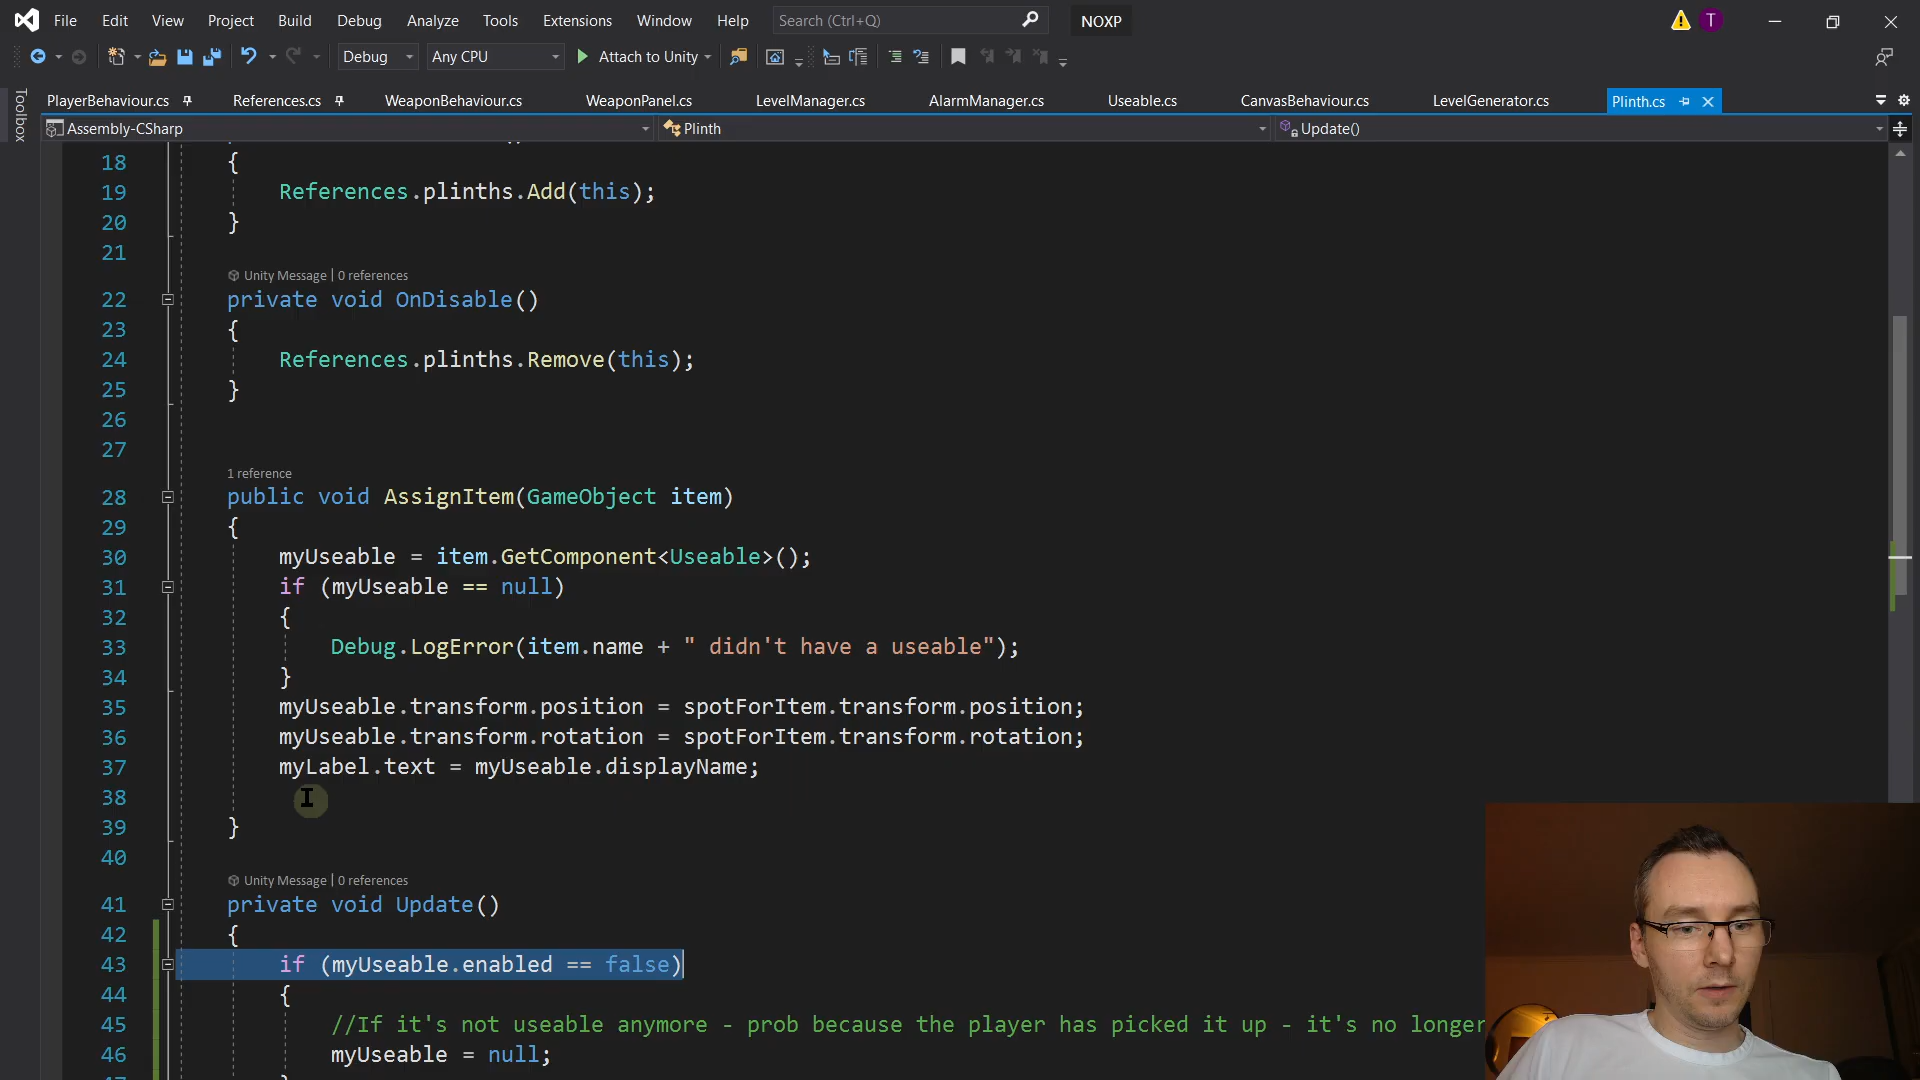 File Edit View Project Build Debug Analyze Tools Extensions Window Help Search (Ctrl+Q) NOXP T
Debug Any CPU Attach to Unity
Toolbox
PlayerBehaviour.cs References.cs WeaponBehaviour.cs WeaponPanel.cs LevelManager.cs AlarmManager.cs Useable.cs CanvasBehaviour.cs LevelGenerator.cs Plinth.cs
Assembly-CSharp Plinth Update()
18 {
19 References.plinths.Add(this);
20 }
21
Unity Message | 0 references
22 private void OnDisable()
23 {
24 References.plinths.Remove(this);
25 }
26
27
1 reference
28 public void AssignItem(GameObject item)
29 {
30 myUseable = item.GetComponent<Useable>();
31 if (myUseable == null)
32 {
33 Debug.LogError(item.name + " didn't have a useable");
34 }
35 myUseable.transform.position = spotForItem.transform.position;
36 myUseable.transform.rotation = spotForItem.transform.rotation;
37 myLabel.text = myUseable.displayName;
38
39 }
40
Unity Message | 0 references
41 private void Update()
42 {
43 if (myUseable.enabled == false)
44 {
45 //If it's not useable anymore - prob because the player has picked it up - it's no longer
46 myUseable = null;